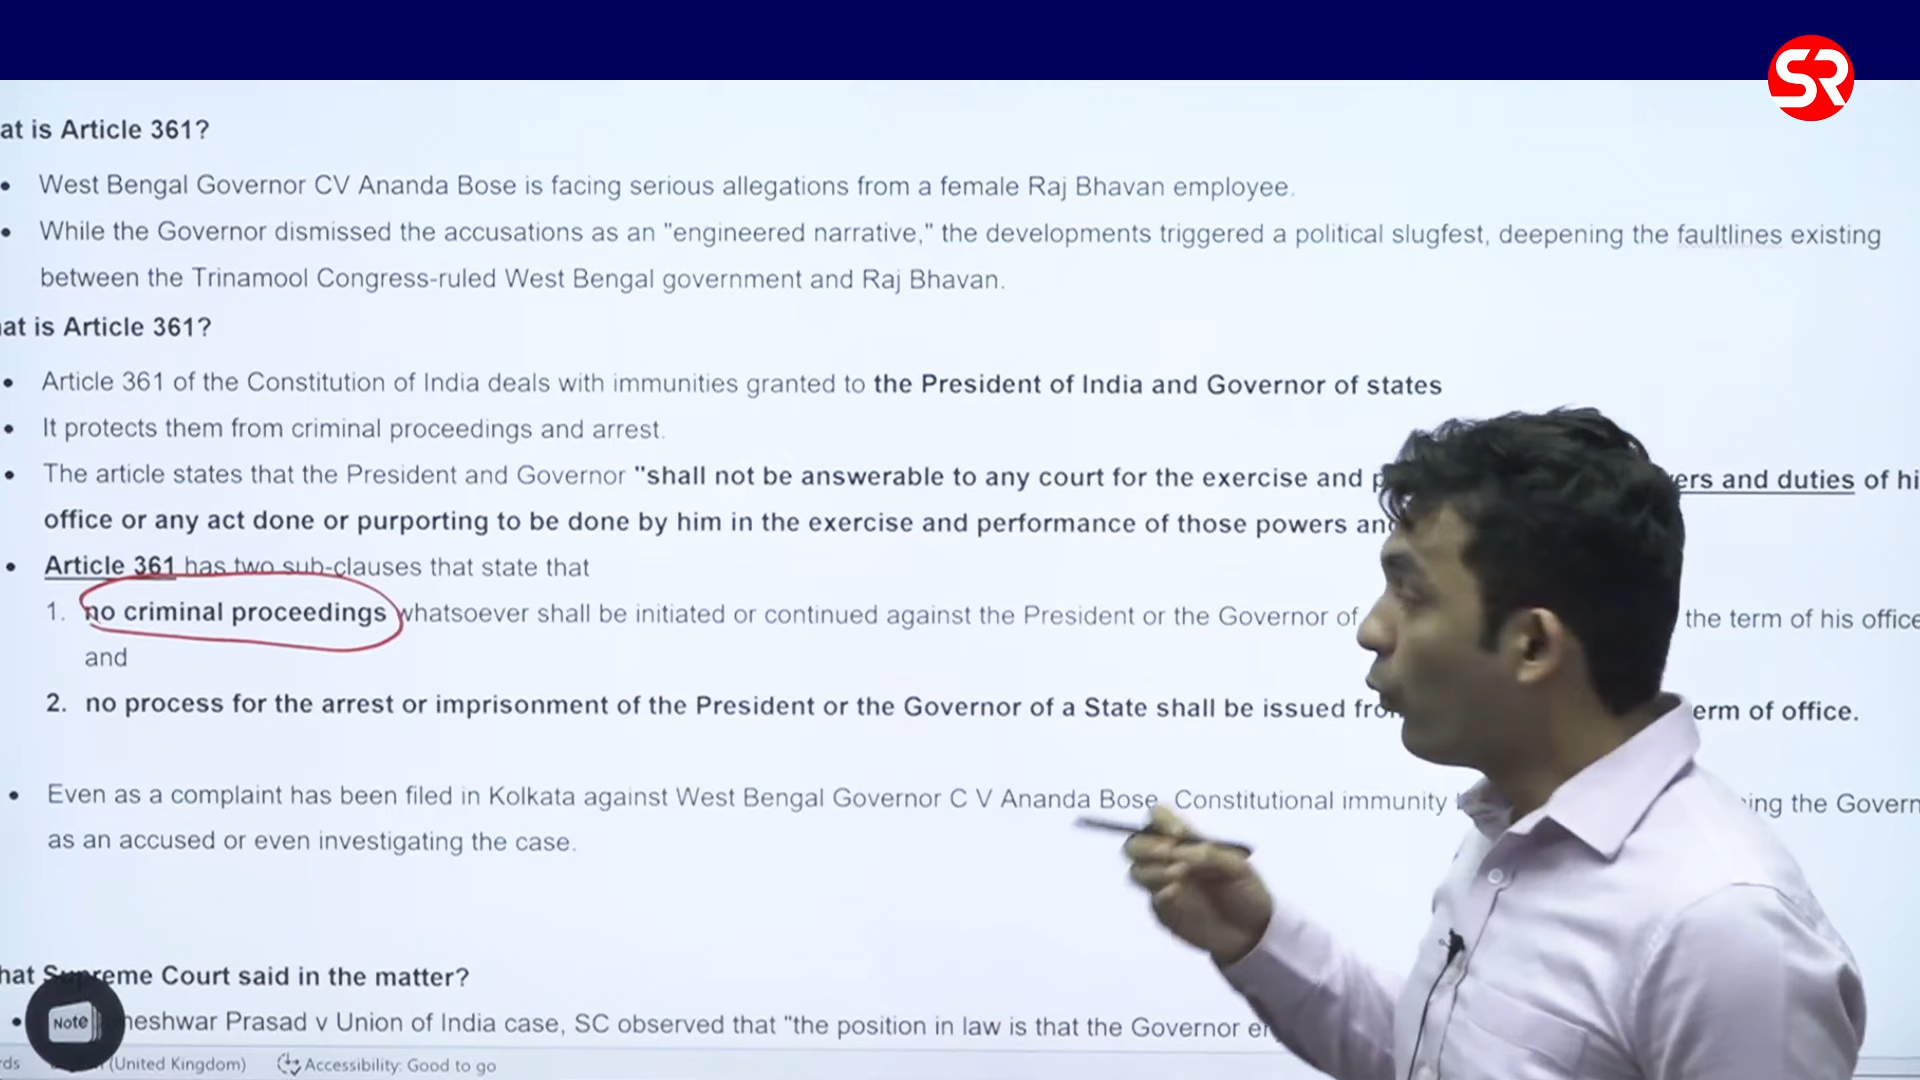 SR
at is Article 361?
West Bengal Governor CV Ananda Bose is facing serious allegations from a female Raj Bhavan employee.
While the Governor dismissed the accusations as an "engineered narrative," the developments triggered a political slugfest, deepening the faultlines existing
between the Trinamool Congress-ruled West Bengal government and Raj Bhavan.
at is Article 361?
Article 361 of the Constitution of India deals with immunities granted to the President of India and Governor of states
It protects them from criminal proceedings and arrest.
The article states that the President and Governor "shall not be answerable to any court for the exercise and ers and duties of hi
office or any act done or purporting to be done by him in the exercise and performance of those powers and
Article 361 has two sub-clauses that state that
1. no criminal proceedings whatsoever shall be initiated or continued against the President or the Governor of the term of his office
and
2. no process for the arrest or imprisonment of the President or the Governor of a State shall be issued from erm of office.
Even as a complaint has been filed in Kolkata against West Bengal Governor C V Ananda Bose, Constitutional immunity ing the Govern
as an accused or even investigating the case.
hat Supreme Court said in the matter?
Note neshwar Prasad v Union of India case, SC observed that "the position in law is that the Governor
rds (United Kingdom) Accessibility: Good to go